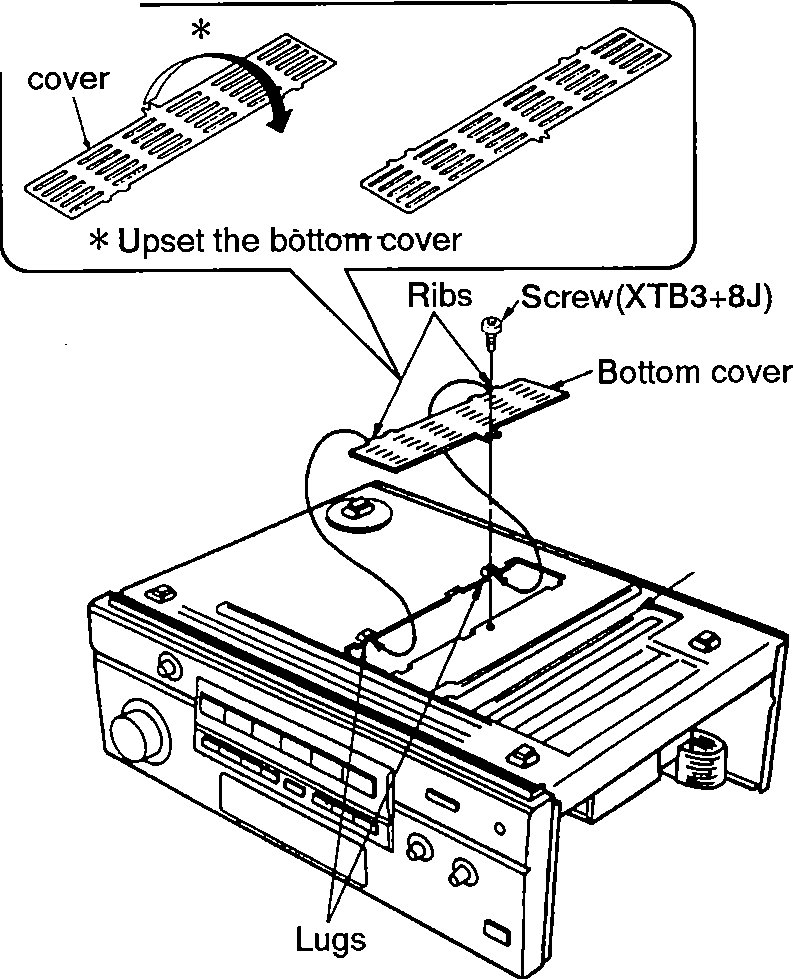 *
cover
* Upset the bottom cover
Ribs
Screw(XTB3+8J)
Bottom cover
Lugs